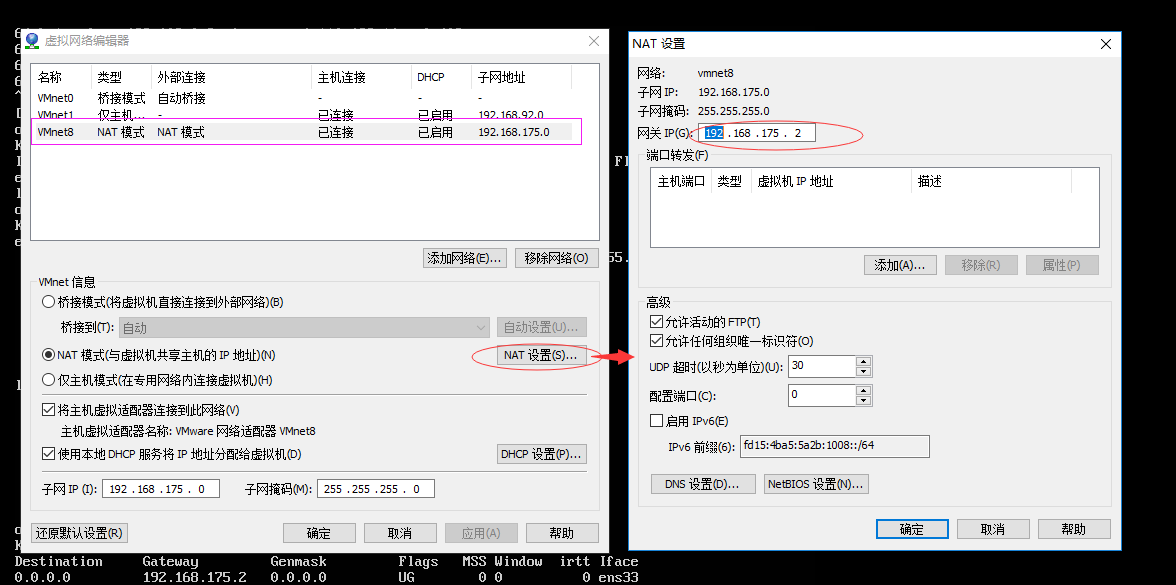 虚拟网络编辑器
名称 类型 外部连接 主机连接 DHCP 子网地址
VMnet0 桥接模式 自动桥接 - - -
VMnet1 仅主机... - 已连接 已启用 192.168.92.0
VMnet8 NAT 模式 NAT 模式 已连接 已启用 192.168.175.0
添加网络(E)... 移除网络(O)
VMnet 信息
桥接模式(将虚拟机直接连接到外部网络)(B)
桥接到(T): 自动 自动设置(U)...
NAT 模式(与虚拟机共享主机的 IP 地址)(N) NAT 设置(S)...
仅主机模式(在专用网络内连接虚拟机)(H)
将主机虚拟适配器连接到此网络(V)
主机虚拟适配器名称: VMware 网络适配器 VMnet8
使用本地 DHCP 服务将 IP 地址分配给虚拟机(D) DHCP 设置(P)...
子网 IP (I): 192 .168 .175 . 0 子网掩码(M): 255 .255 .255 . 0
还原默认设置(R) 确定 取消 应用(A) 帮助
NAT 设置
网络: vmnet8
子网 IP: 192.168.175.0
子网掩码: 255.255.255.0
网关 IP(G): 192 .168 .175 . 2
端口转发(F)
主机端口 类型 虚拟机 IP 地址 描述
添加(A)... 移除(R) 属性(P)
高级
允许活动的 FTP(T)
允许任何组织唯一标识符(O)
UDP 超时(以秒为单位)(U): 30
配置端口(C): 0
启用 IPv6(E)
IPv6 前缀(6): fd15:4ba5:5a2b:1008::/64
DNS 设置(D)... NetBIOS 设置(N)...
确定 取消 帮助
Destination Gateway Genmask Flags MSS Window irtt Iface
0.0.0.0 192.168.175.2 0.0.0.0 UG 0 0 0 ens33